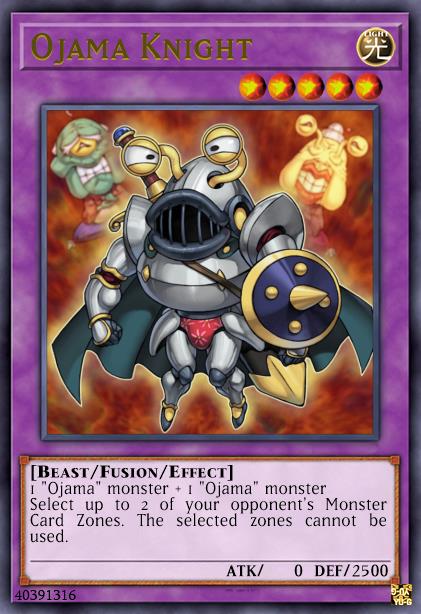 Ojama Knight
LIGHT
光
[Beast/Fusion/Effect]
1 "Ojama" monster + 1 "Ojama" monster
Select up to 2 of your opponent's Monster
Card Zones. The selected zones cannot be
used.
ATK/ 0 DEF/2500
40391316